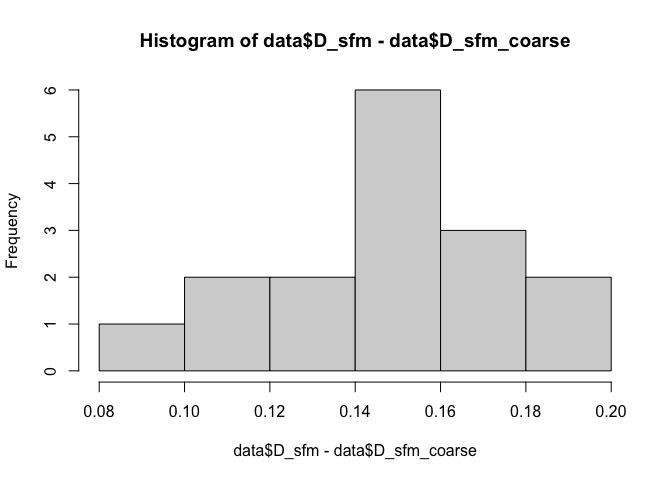 Histogram of data$D_sfm - data$D_sfm_coarse
Frequency
6
5
4
3
2
1
0
0.08 0.10 0.12 0.14 0.16 0.18 0.20
data$D_sfm - data$D_sfm_coarse